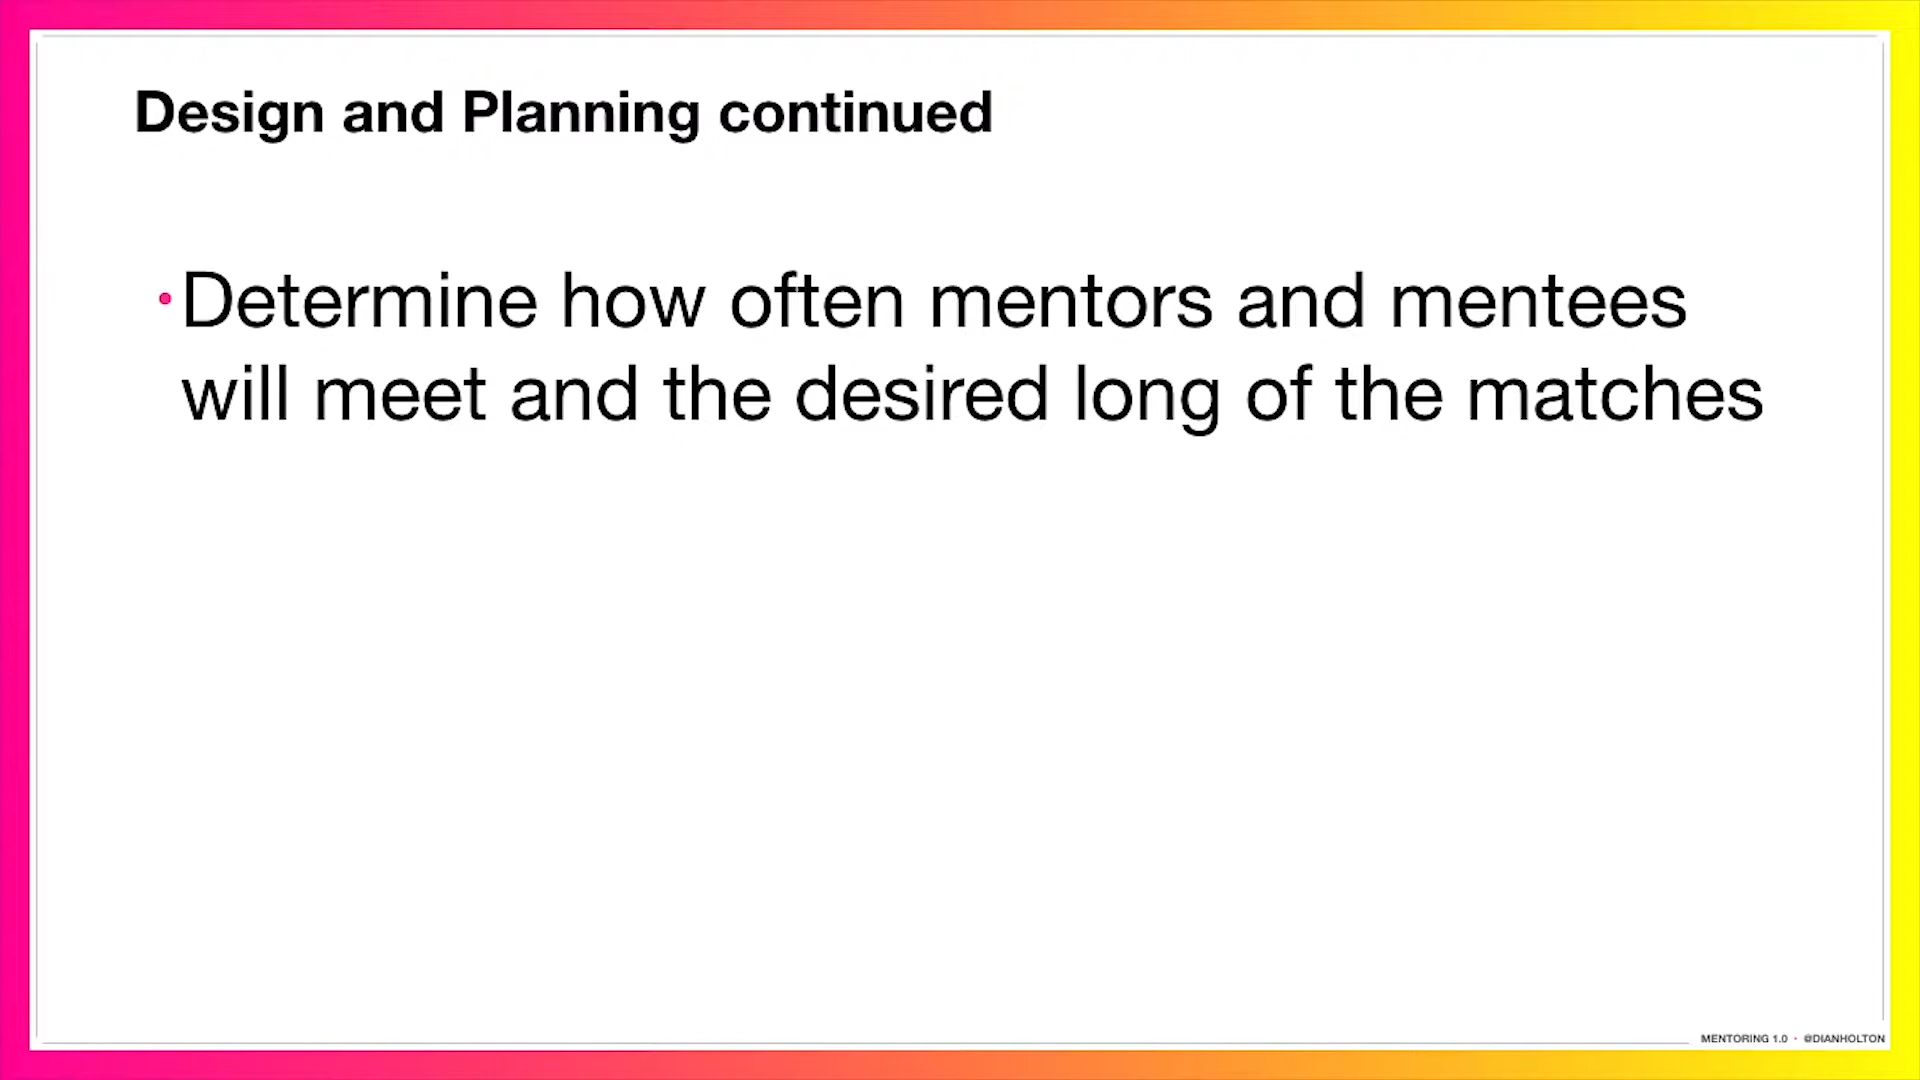 Design and Planning continued
• Determine how often mentors and mentees
will meet and the desired long of the matches
MENTORING 1.0 • @DIANHOLTON